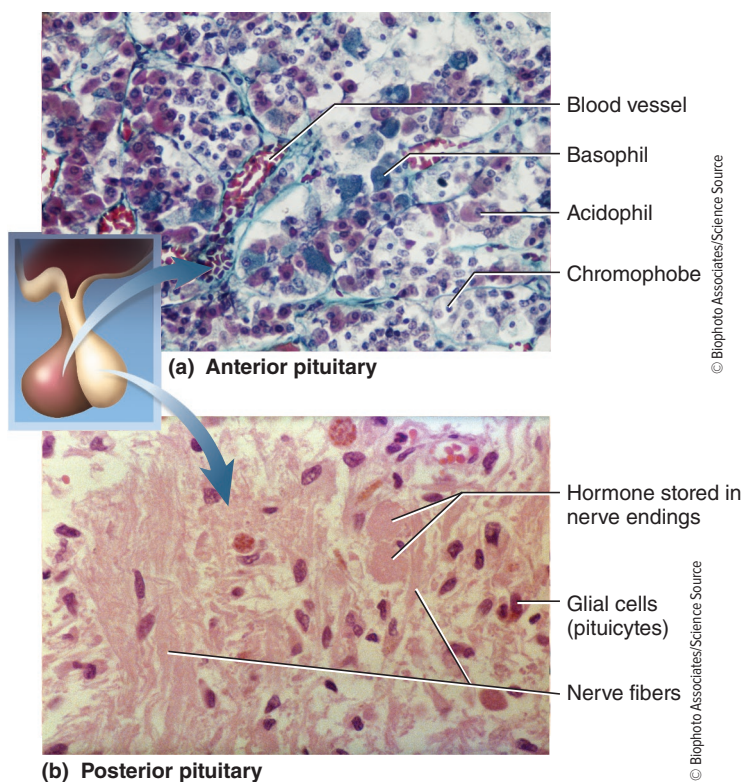 Blood vessel
Basophil
Acidophil
Chromophobe
© Biophoto Associates/Science Source
(a) Anterior pituitary
Hormone stored in
nerve endings
Glial cells
(pituicytes)
Nerve fibers
© Biophoto Associates/Science Source
(b) Posterior pituitary